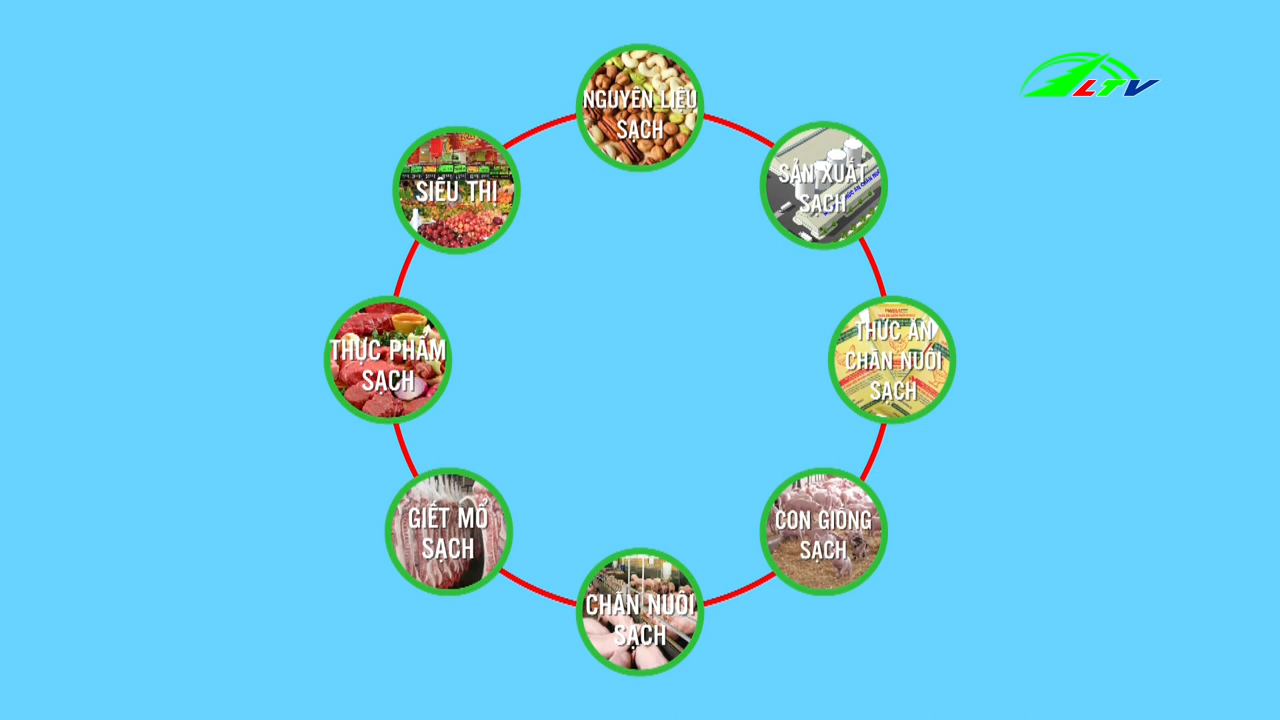 NGUYÊN LIỆU
SẠCH
SẢN XUẤT
SẠCH
THỨC ĂN
CHĂN NUÔI
SẠCH
CON GIỐNG
SẠCH
CHĂN NUÔI
SẠCH
GIẾT MỔ
SẠCH
THỰC PHẨM
SẠCH
SIÊU THỊ
LTV